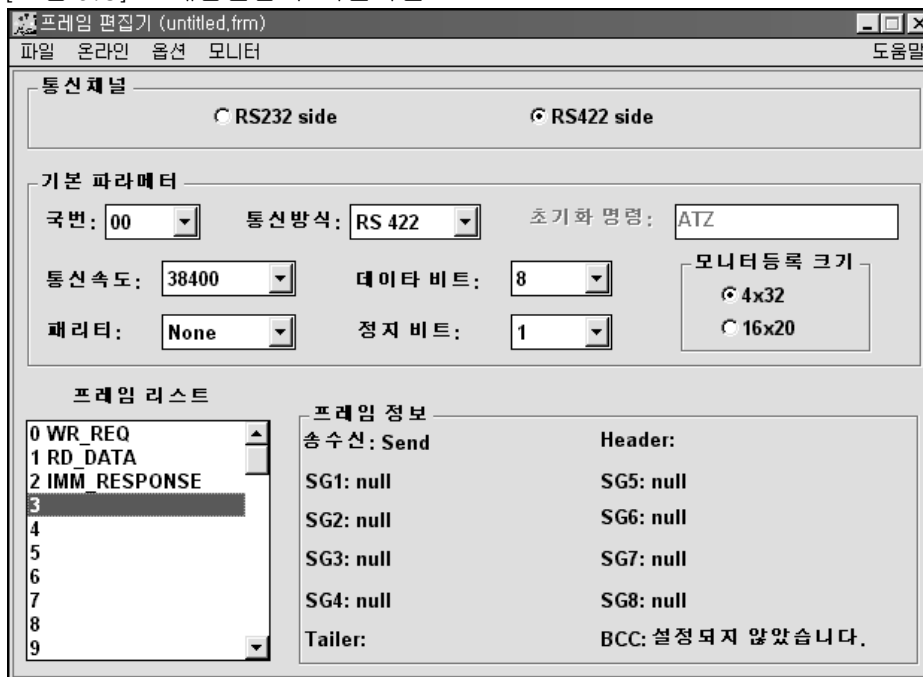 프레임 편집기 (untitled,frm)
파일 온라인 옵션 모니터 도움말
통신채널
RS232 side RS422 side
기본 파라메터
국번: 00 통신방식: RS 422 초기화 명령: ATZ
통신속도: 38400 데이타 비트: 8 모니터등록 크기
4x32
패리티: None 정지 비트: 1 16x20
프레임 리스트 프레임 정보
0 WR_REQ 송수신: Send Header:
1 RD_DATA
2 IMM_RESPONSE SG1: null SG5: null
3
4 SG2: null SG6: null
5 SG3: null SG7: null
6
7 SG4: null SG8: null
8
9 Tailer: BCC: 설정되지 않았습니다.